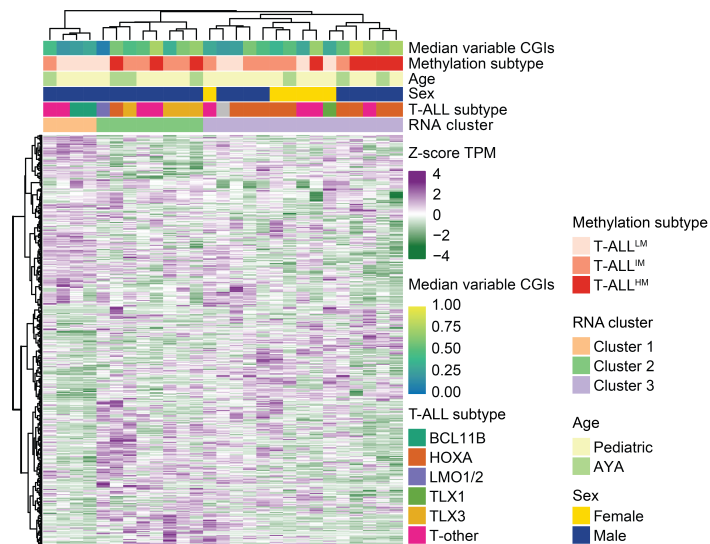 Median variable CGIs
Methylation subtype
Age
Sex
T-ALL subtype
RNA cluster
Z-score TPM
4
2
0
−2
−4
Median variable CGIs
1.00
0.75
0.50
0.25
0.00
T-ALL subtype
BCL11B
HOXA
LMO1/2
TLX1
TLX3
T-other
Methylation subtype
T-ALLᴸᴹ
T-ALLᴵᴹ
T-ALLᴴᴹ
RNA cluster
Cluster 1
Cluster 2
Cluster 3
Age
Pediatric
AYA
Sex
Female
Male